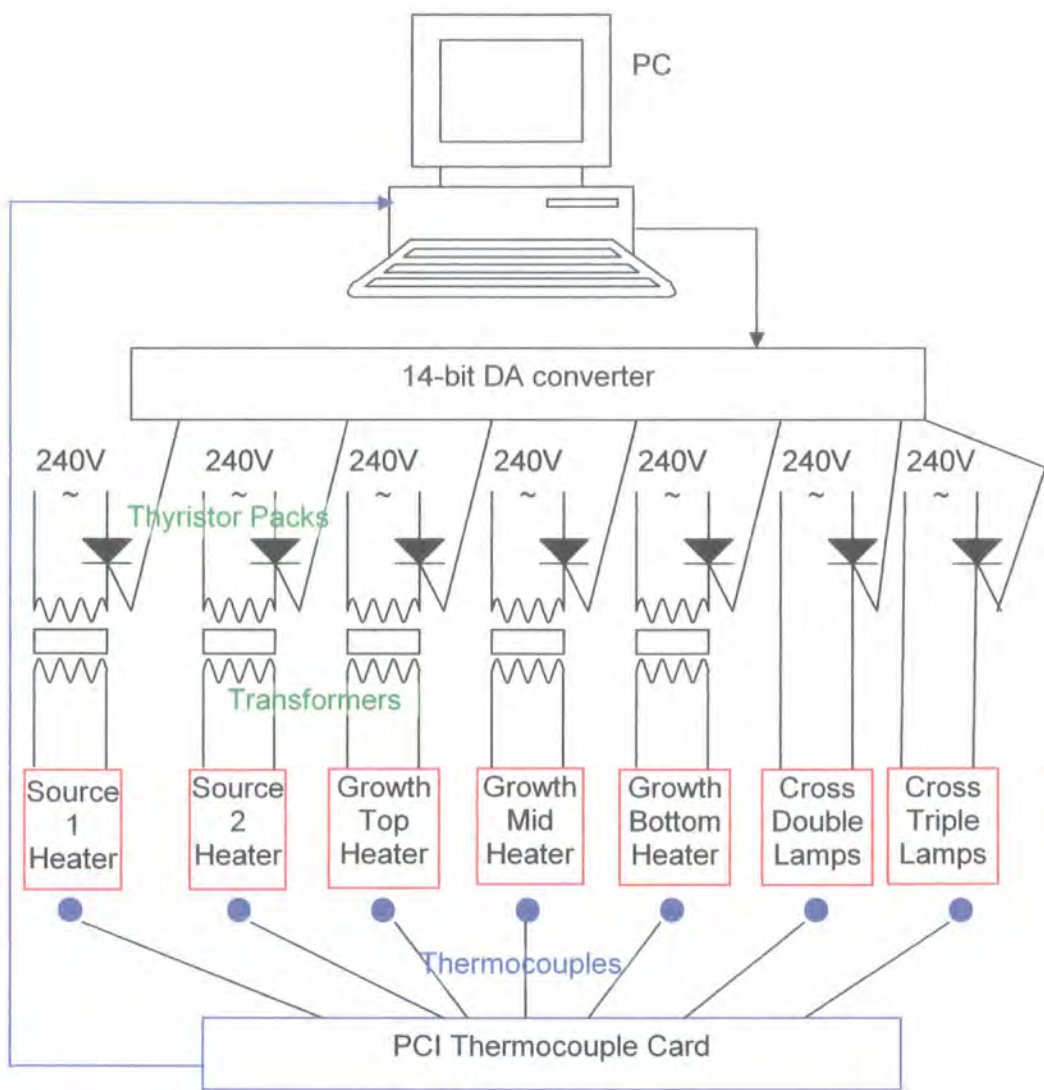 PC
14-bit DA converter
240V 240V 240V 240V 240V 240V 240V
~ ~ ~ ~ ~ ~ ~
Thyristor Packs
Transformers
Source
1
Heater
Source
2
Heater
Growth
Top
Heater
Growth
Mid
Heater
Growth
Bottom
Heater
Cross
Double
Lamps
Cross
Triple
Lamps
Thermocouples
PCI Thermocouple Card